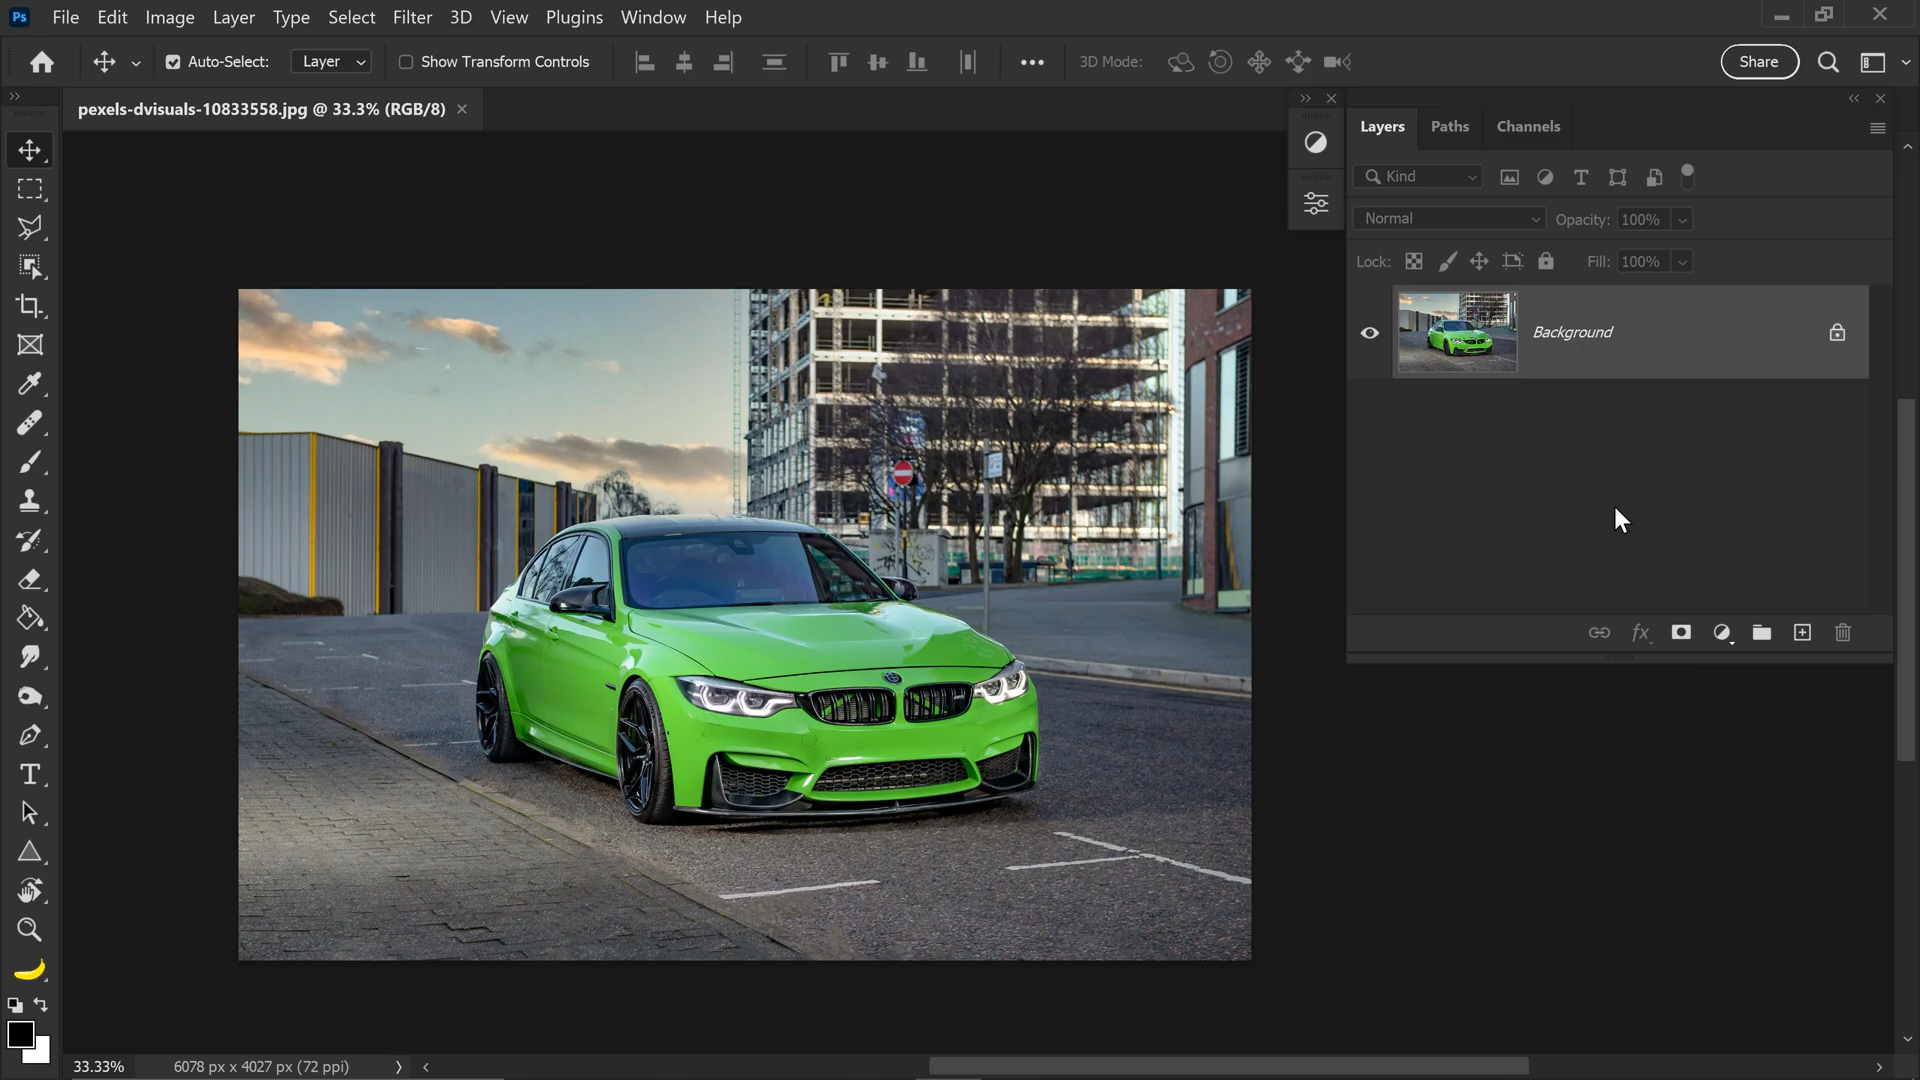 Ps File Edit Image Layer Type Select Filter 3D View Plugins Window Help
Auto-Select: Layer Show Transform Controls 3D Mode: Share
pexels-dvisuals-10833558.jpg @ 33.3% (RGB/8)
Layers Paths Channels
Kind
Normal Opacity: 100%
Lock: Fill: 100%
Background
fx
33.33% 6078 px x 4027 px (72 ppi)